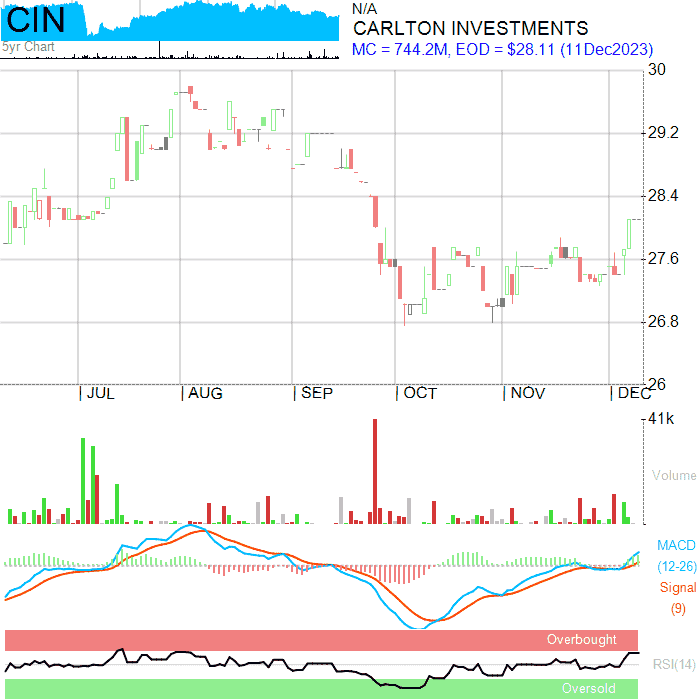 CIN
5yr Chart
N/A
CARLTON INVESTMENTS
MC = 744.2M, EOD = $28.11 (11Dec2023)
30
29.2
28.4
27.6
26.8
26
JUL AUG SEP OCT NOV DEC
41k
Volume
MACD
(12-26)
Signal
(9)
Overbought
RSI(14)
Oversold